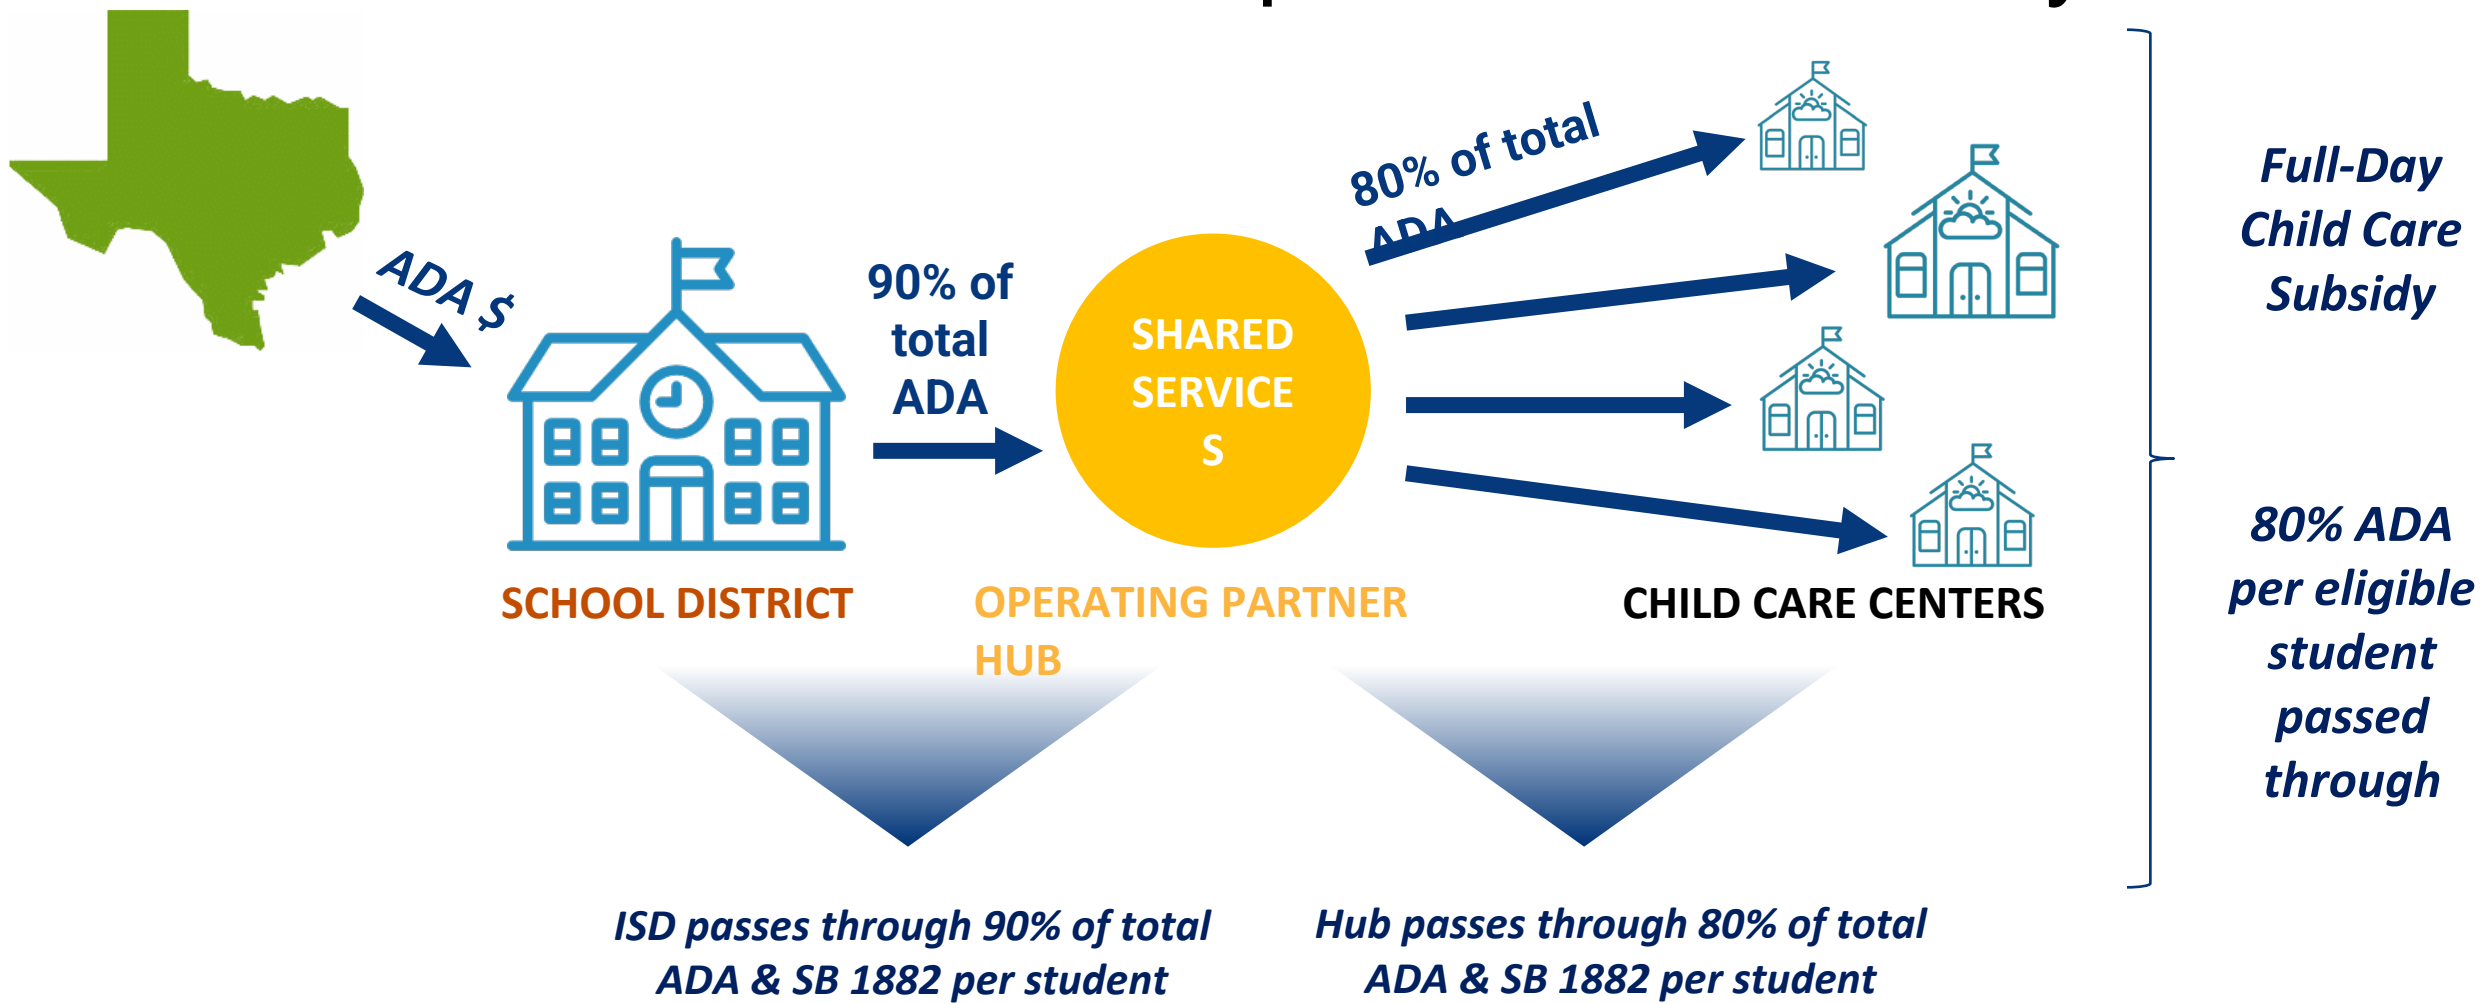 ADA $
90% of
total
ADA
SHARED
SERVICE
S
80% of total
ADA
SCHOOL DISTRICT
OPERATING PARTNER
HUB
CHILD CARE CENTERS
Full-Day
Child Care
Subsidy
80% ADA
per eligible
student
passed
through
ISD passes through 90% of total
ADA & SB 1882 per student
Hub passes through 80% of total
ADA & SB 1882 per student